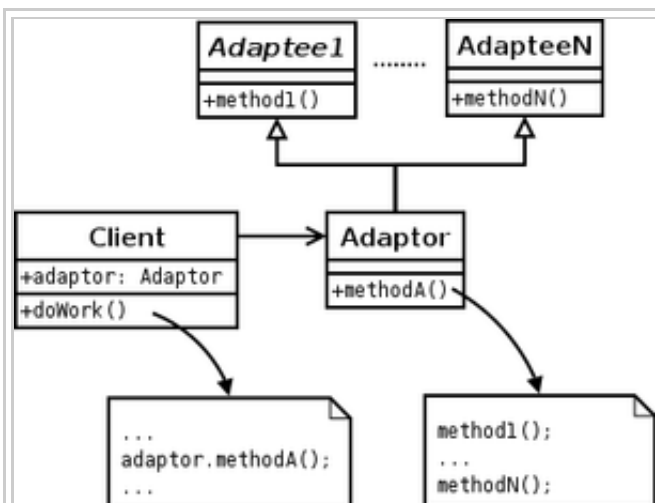 Adaptee1
........
AdapteeN
+method1()
+methodN()
Client
Adaptor
+adaptor: Adaptor
+methodA()
+doWork()
...
adaptor.methodA();
...
method1();
...
methodN();